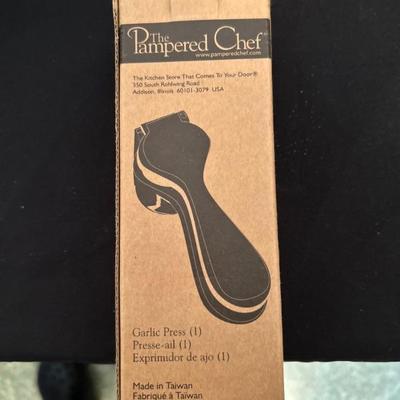 The
Pampered Chef®
www.pamperedchef.com
The Kitchen Store That Comes To Your Door®
350 South Rohlwing Road
Addison, Illinois 60101-3079 USA
Garlic Press (1)
Presse-ail (1)
Exprimidor de ajo (1)
Made in Taiwan
Fabriqué à Taïwan